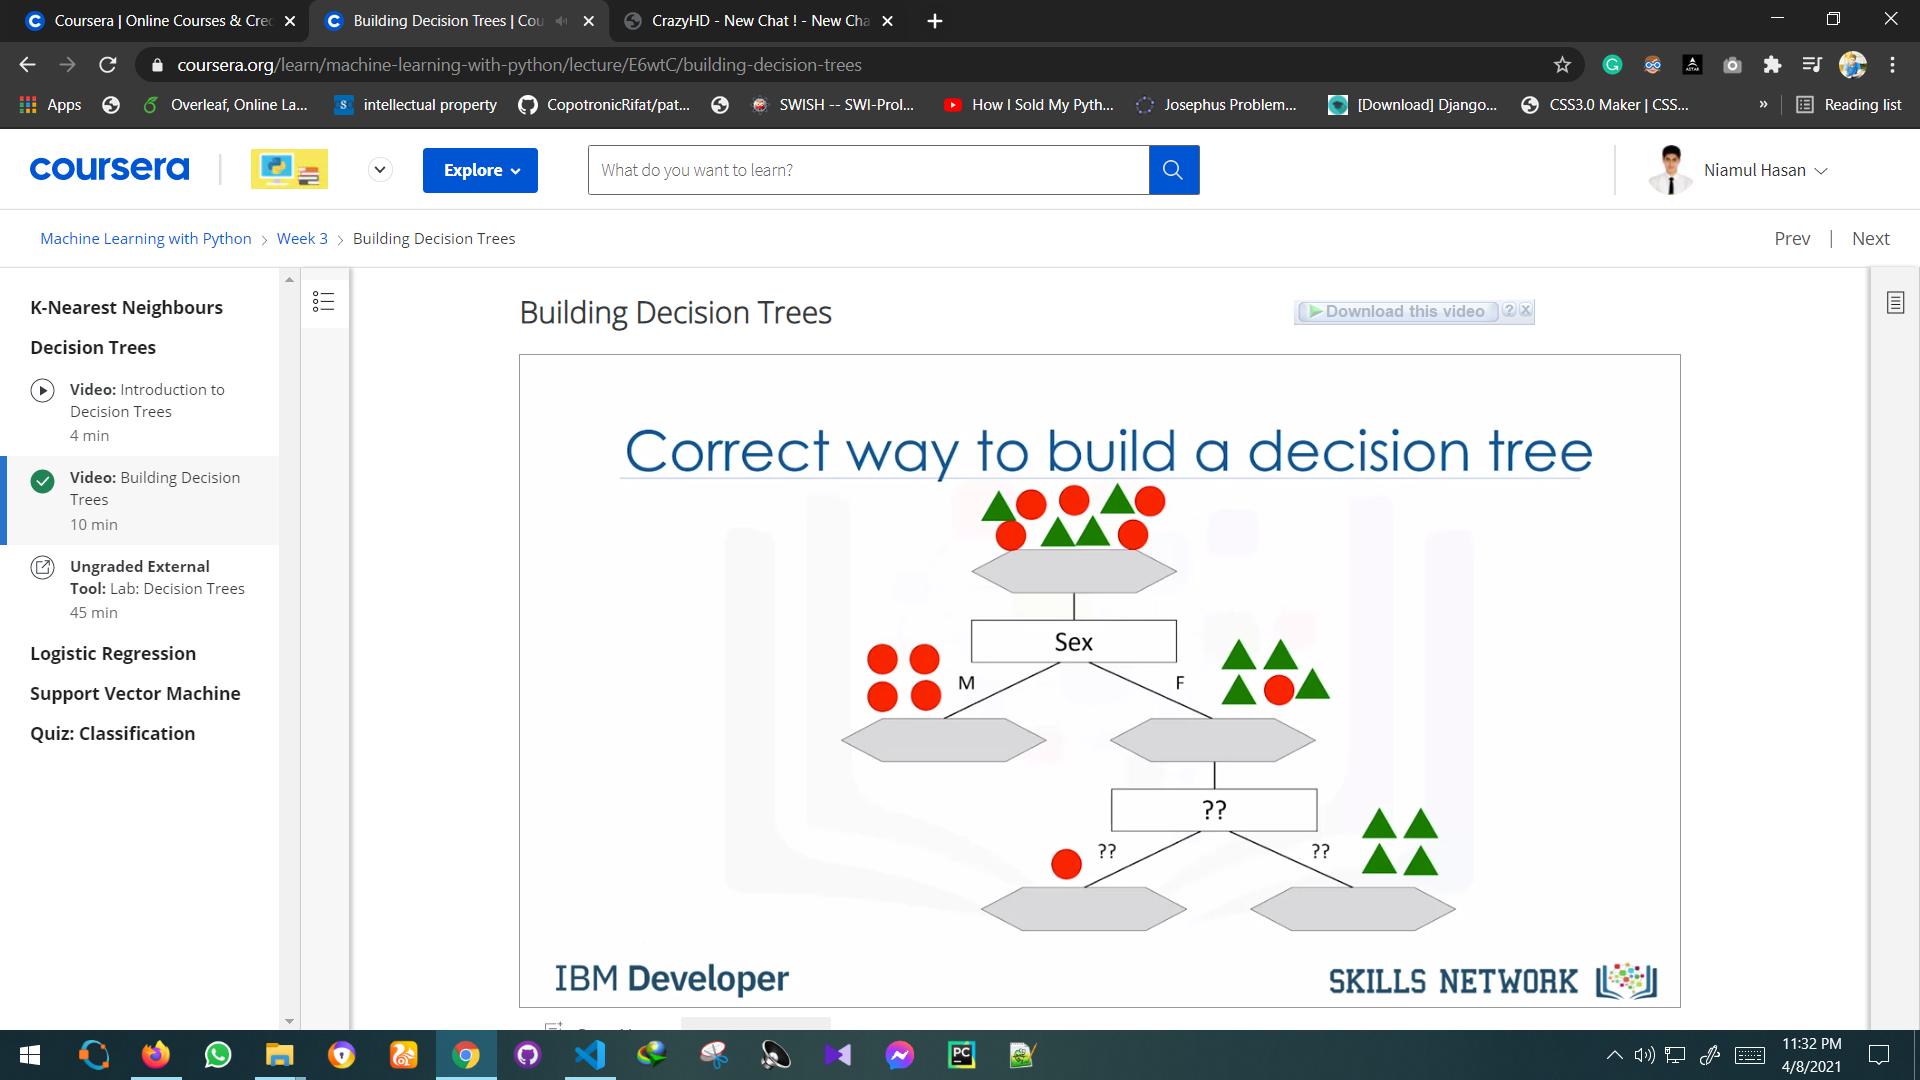 Coursera | Online Courses & Cre
Building Decision Trees | Cou
CrazyHD - New Chat ! - New Cha
coursera.org/learn/machine-learning-with-python/lecture/E6wtC/building-decision-trees
Apps
Overleaf, Online La...
intellectual property
CopotronicRifat/pat...
SWISH -- SWI-Prol...
How I Sold My Pyth...
Josephus Problem...
[Download] Django...
CSS3.0 Maker | CSS...
»
Reading list
coursera
Explore
What do you want to learn?
Niamul Hasan
Machine Learning with Python > Week 3 > Building Decision Trees
Prev | Next
K-Nearest Neighbours
Decision Trees
Video: Introduction to
Decision Trees
4 min
Video: Building Decision
Trees
10 min
Ungraded External
Tool: Lab: Decision Trees
45 min
Logistic Regression
Support Vector Machine
Quiz: Classification
Building Decision Trees
Download this video ? X
Correct way to build a decision tree
Sex
M
F
??
??
??
IBM Developer
SKILLS NETWORK
PC
11:32 PM
4/8/2021